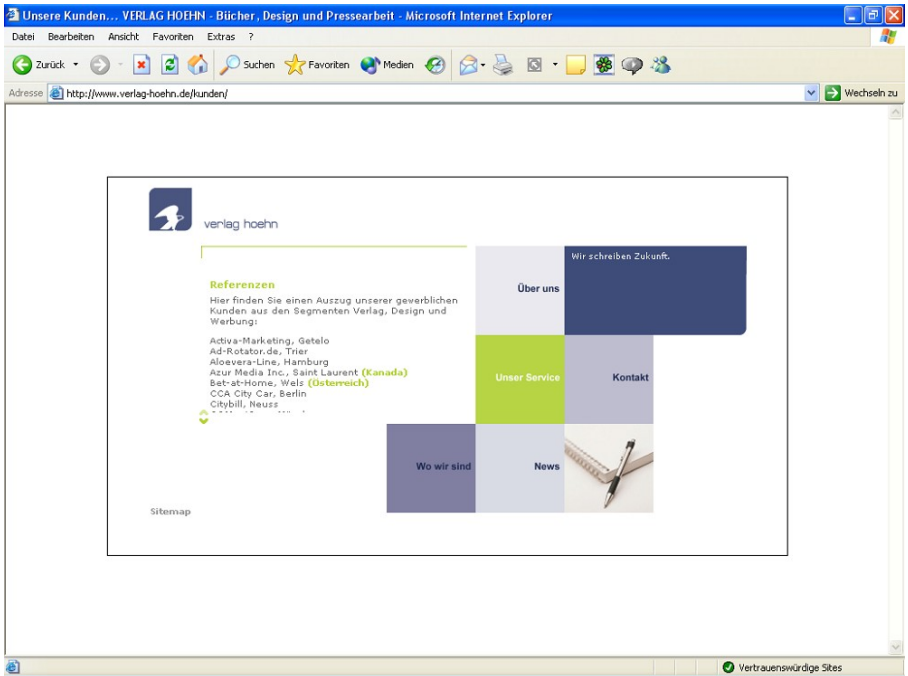 Unsere Kunden... VERLAG HOEHN - Bücher, Design und Pressearbeit - Microsoft Internet Explorer
Datei Bearbeiten Ansicht Favoriten Extras ?
Zurück Suchen Favoriten Medien
Adresse http://www.verlag-hoehn.de/kunden/ Wechseln zu
verlag hoehn
Wir schreiben Zukunft.
Über uns
Referenzen
Hier finden Sie einen Auszug unserer gewerblichen
Kunden aus den Segmenten Verlag, Design und
Werbung:
Activa-Marketing, Getelo
Ad-Rotator.de, Trier
Aloevera-Line, Hamburg
Azur Media Inc., Saint Laurent (Kanada)
Bet-at-Home, Wels (Österreich)
CCA City Car, Berlin
Citybill, Neuss
Unser Service
Kontakt
Wo wir sind
News
Sitemap
Vertrauenswürdige Sites